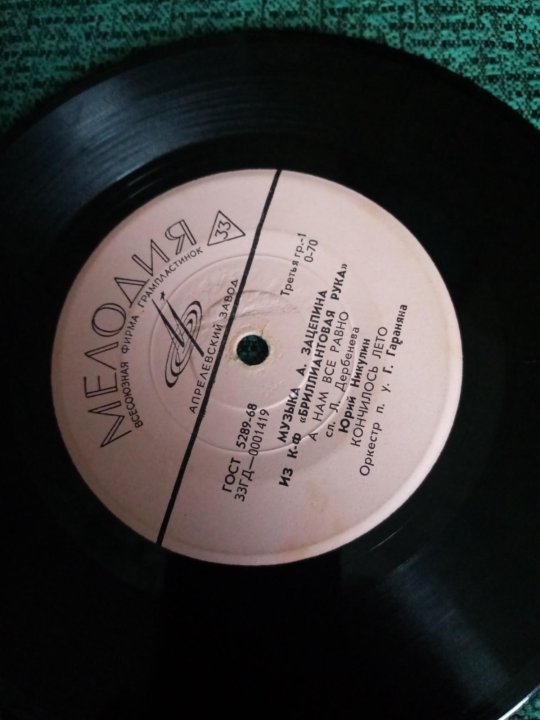 МЕЛОДИЯ
ВСЕСОЮЗНАЯ ФИРМА ГРАМПЛАСТИНОК
33
АПРЕЛЕВСКИЙ ЗАВОД
ГОСТ 5289-68
33ГД—0001419
Третья гр.-1
0-70
МУЗЫКА А. ЗАЦЕПИНА
ИЗ К-Ф «БРИЛЛИАНТОВАЯ РУКА»
А НАМ ВСЕ РАВНО
сл. Л. Дербенева
Юрий Никулин
КОНЧИЛОСЬ ЛЕТО
Оркестр п. у. Г. Гараняна